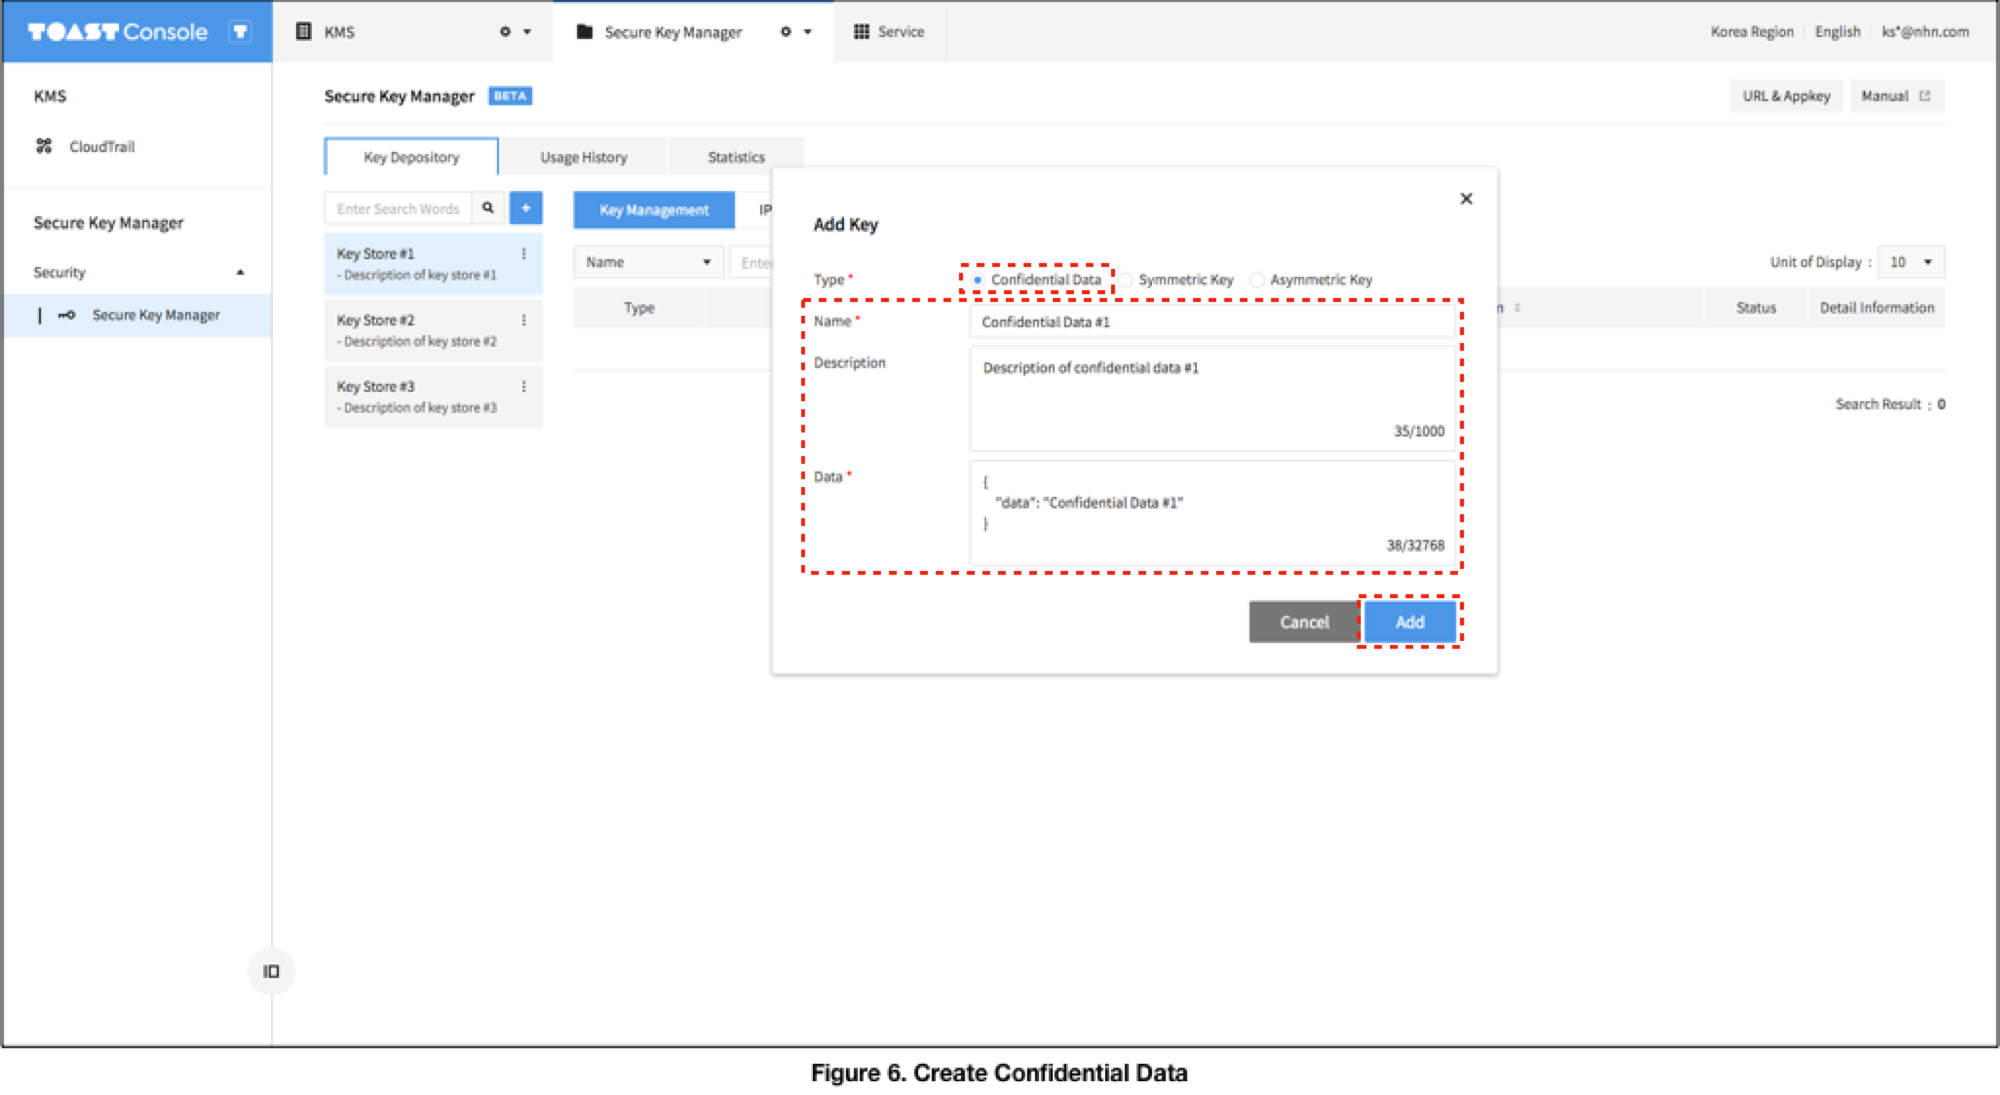 TOAST Console
KMS
Secure Key Manager
Service
Korea Region
English
ks*@nhn.com
KMS
CloudTrail
Secure Key Manager
Security
Secure Key Manager
Secure Key Manager BETA
URL & Appkey
Manual
Key Depository
Usage History
Statistics
Enter Search Words
+
Key Store #1
- Description of key store #1
Key Store #2
- Description of key store #2
Key Store #3
- Description of key store #3
Key Management
IP
Name
Enter
Unit of Display : 10
Type
Status
Detail Information
Search Result : 0
Add Key
Type *
Confidential Data
Symmetric Key
Asymmetric Key
Name *
Confidential Data #1
Description
Description of confidential data #1
35/1000
Data *
{
"data": "Confidential Data #1"
}
38/32768
Cancel
Add
Figure 6. Create Confidential Data